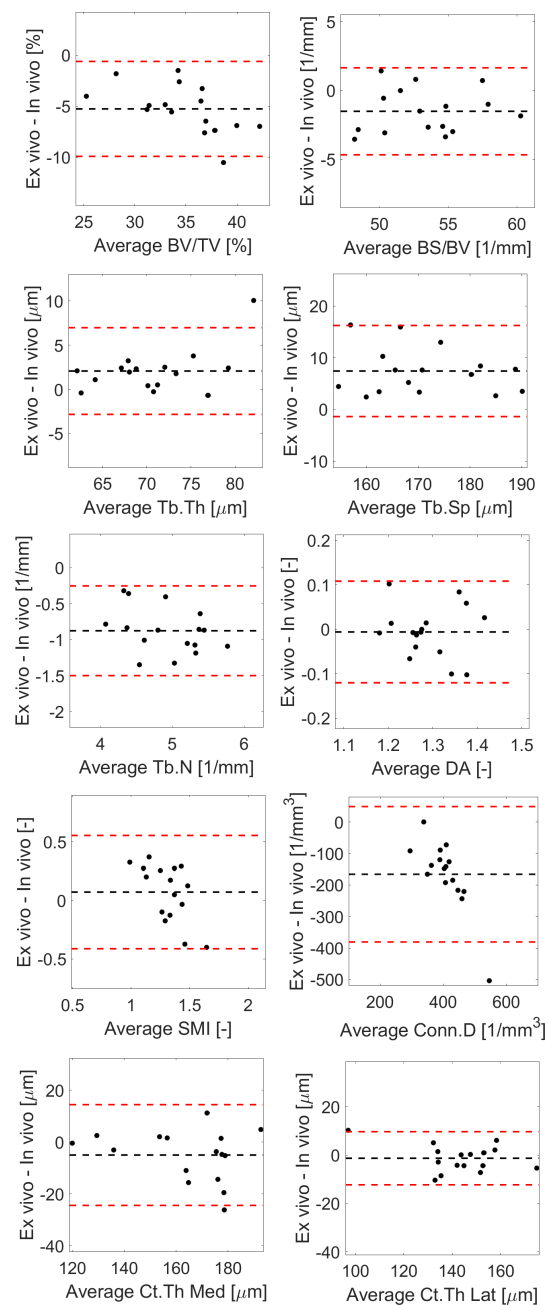 Ex vivo - In vivo [%]
0
-5
-10
25 30 35 40
Average BV/TV [%]
Ex vivo - In vivo [1/mm]
5
0
-5
50 55 60
Average BS/BV [1/mm]
Ex vivo - In vivo [μm]
10
5
0
-5
65 70 75 80
Average Tb.Th [μm]
Ex vivo - In vivo [μm]
20
10
0
-10
160 170 180 190
Average Tb.Sp [μm]
Ex vivo - In vivo [1/mm]
0
-0.5
-1
-1.5
-2
4 5 6
Average Tb.N [1/mm]
Ex vivo - In vivo [-]
0.2
0.1
0
-0.1
-0.2
1.1 1.2 1.3 1.4 1.5
Average DA [-]
Ex vivo - In vivo [-]
0.5
0
-0.5
0.5 1 1.5 2
Average SMI [-]
Ex vivo - In vivo [1/mm³]
0
-100
-200
-300
-400
-500
200 400 600
Average Conn.D [1/mm³]
Ex vivo - In vivo [μm]
20
0
-20
-40
120 140 160 180
Average Ct.Th Med [μm]
Ex vivo - In vivo [μm]
20
0
-20
-40
100 120 140 160
Average Ct.Th Lat [μm]